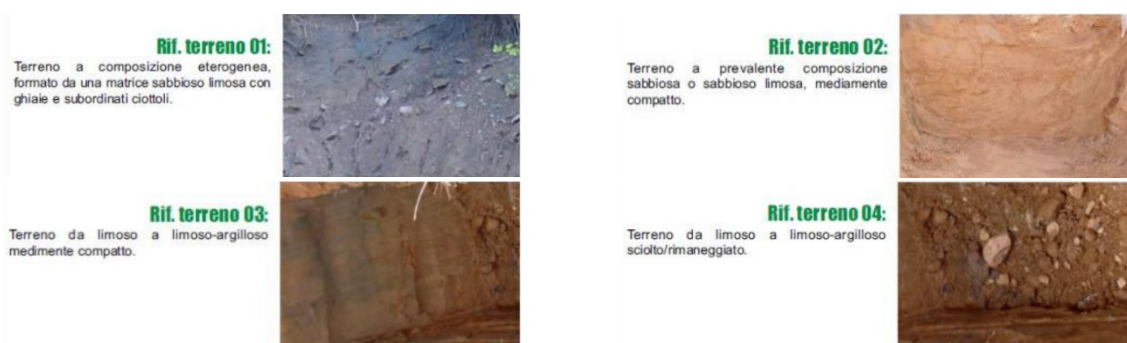 Rif. terreno 01:
Terreno a composizione eterogenea,
formato da una matrice sabbioso limosa con
ghiaie e subordinati ciottoli.
Rif. terreno 02:
Terreno a prevalente composizione
sabbiosa o sabbioso limosa, mediamente
compatto.
Rif. terreno 03:
Terreno da limoso a limoso-argilloso
medimente compatto.
Rif. terreno 04:
Terreno da limoso a limoso-argilloso
sciolto/rimaneggiato.